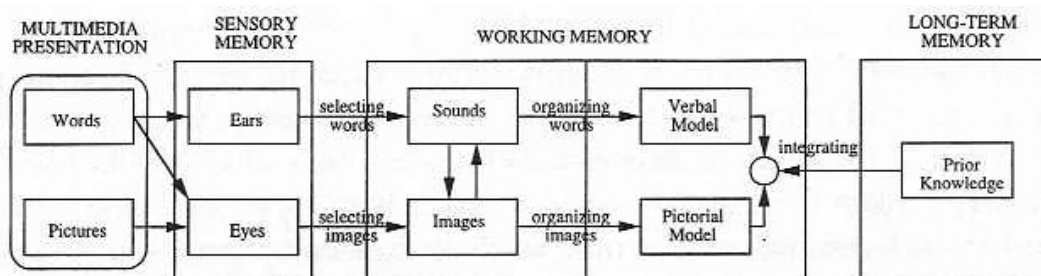 MULTIMEDIA
PRESENTATION
SENSORY
MEMORY
WORKING MEMORY
LONG-TERM
MEMORY
Words
Ears
selecting
words
Sounds
organizing
words
Verbal
Model
integrating
Prior
Knowledge
Pictures
Eyes
selecting
images
Images
organizing
images
Pictorial
Model